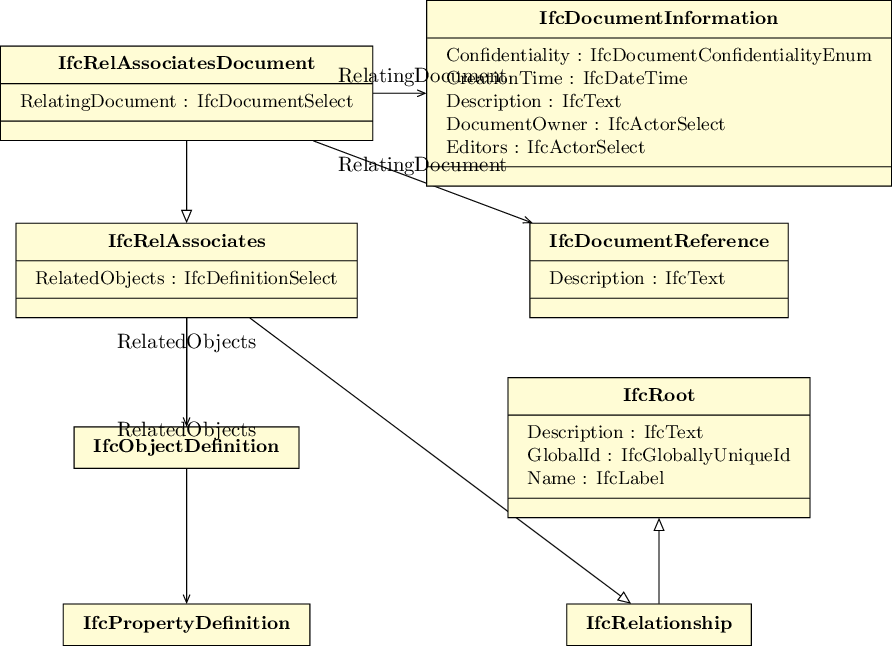 IfcDocumentInformation
Confidentiality : IfcDocumentConfidentialityEnum
CreationTime : IfcDateTime
Description : IfcText
DocumentOwner : IfcActorSelect
Editors : IfcActorSelect
IfcRelAssociatesDocument
RelatingDocument : IfcDocumentSelect
RelatingDocument
RelatingDocument
IfcRelAssociates
RelatedObjects : IfcDefinitionSelect
IfcDocumentReference
Description : IfcText
RelatedObjects
RelatedObjects
IfcObjectDefinition
IfcRoot
Description : IfcText
GlobalId : IfcGloballyUniqueId
Name : IfcLabel
IfcPropertyDefinition
IfcRelationship